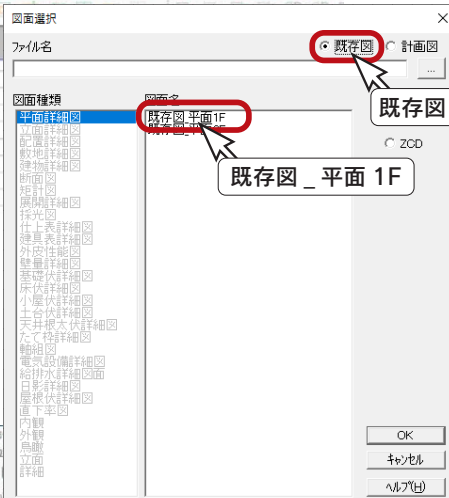 図面選択
ファイル名
既存図
計画図
...
既存図
図面種類
図面名
平面詳細図
既存図_平面1F
立面詳細図
配置詳細図
ZCD
敷地詳細図
建物詳細図
既存図 _ 平面 1F
断面図
矩計図
展開詳細図
採光図
仕上表詳細図
建具表詳細図
外皮性能図
壁量詳細図
基礎伏詳細図
床伏詳細図
小屋伏詳細図
土台伏詳細図
天井根太伏詳細図
たて枠詳細図
軸組図
電気設備詳細図
給排水詳細図面
日影詳細図
屋根伏詳細図
直下率図
内観
外観
鳥瞰
立面
詳細
OK
キャンセル
ヘルプ(H)